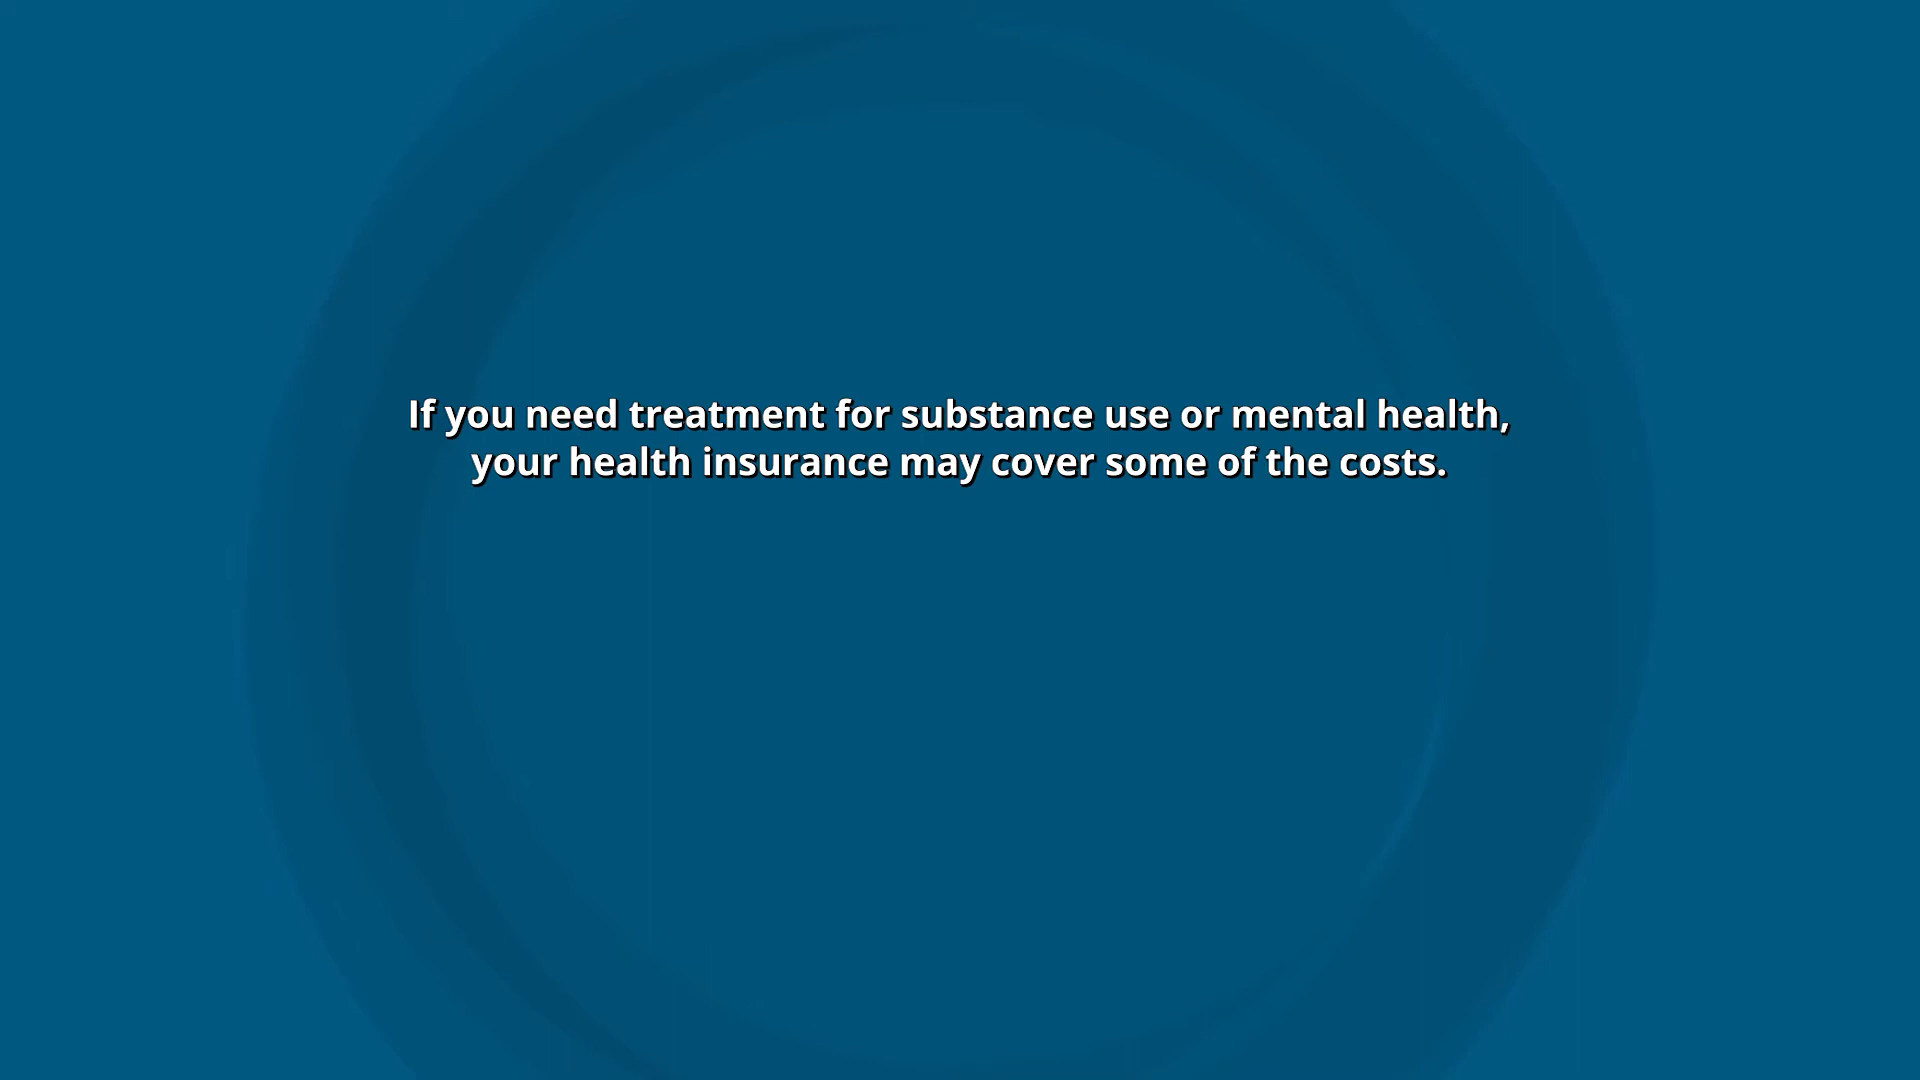 If you need treatment for substance use or mental health,
your health insurance may cover some of the costs.